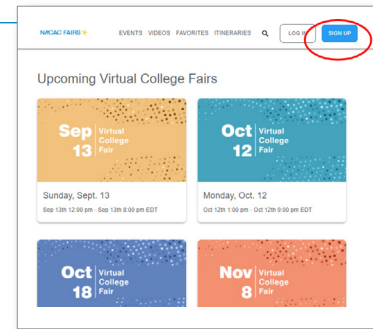 NACAC FAIRS EVENTS VIDEOS FAVORITES ITINERARIES LOG IN SIGN UP
Upcoming Virtual College Fairs
Sep 13 Virtual College Fair
Oct 12 Virtual College Fair
Sunday, Sept. 13
Sep 13th 12:00 pm - Sep 13th 8:00 pm EDT
Monday, Oct. 12
Oct 12th 1:00 pm - Oct 12th 9:00 pm EDT
Oct 18 Virtual College Fair
Nov 8 Virtual College Fair